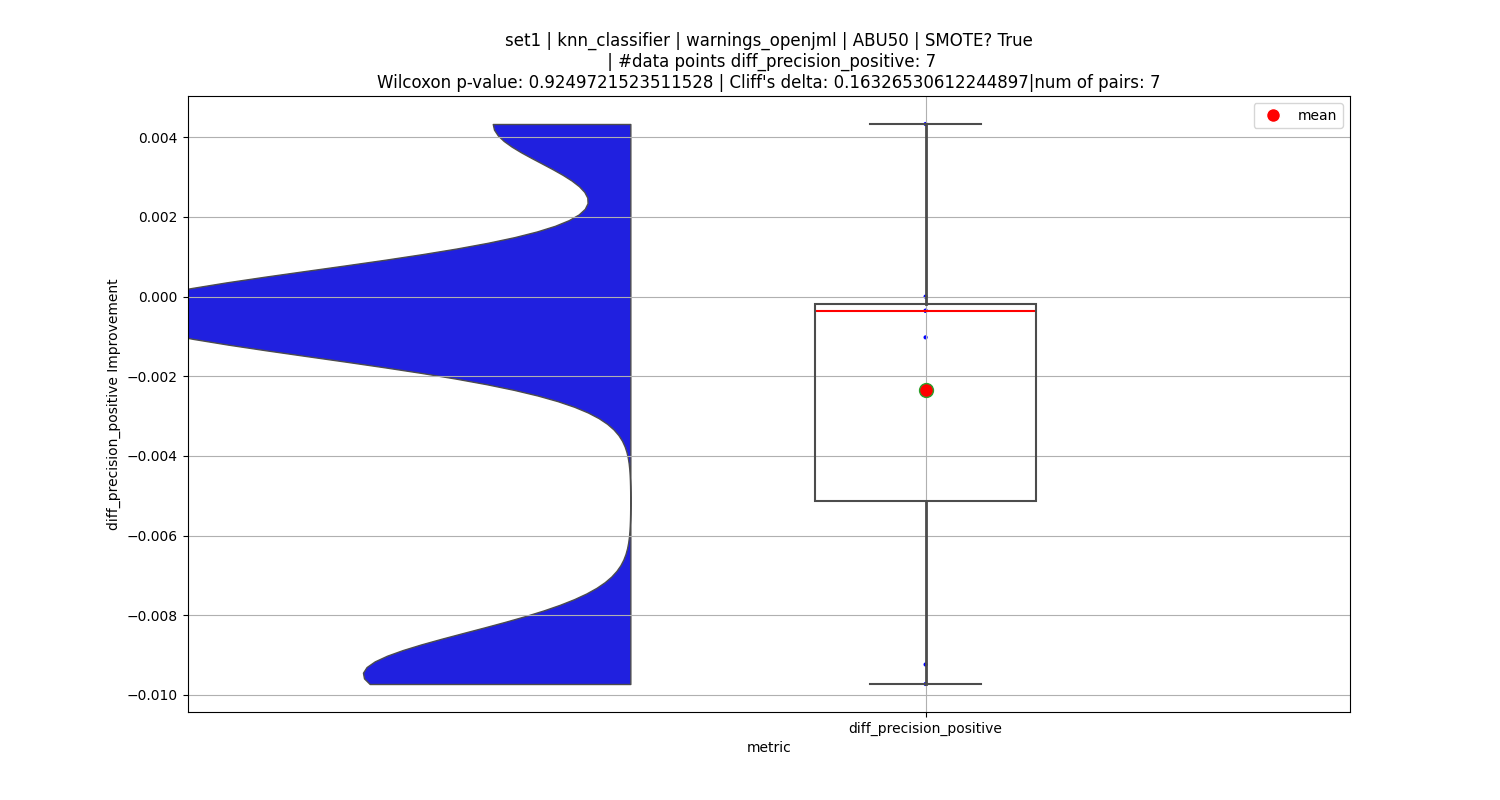 set1 | knn_classifier | warnings_openjml | ABU50 | SMOTE? True
| #data points diff_precision_positive: 7
Wilcoxon p-value: 0.9249721523511528 | Cliff's delta: 0.16326530612244897|num of pairs: 7
mean
0.004
0.002
0.000
−0.002
−0.004
−0.006
−0.008
−0.010
diff_precision_positive Improvement
diff_precision_positive
metric